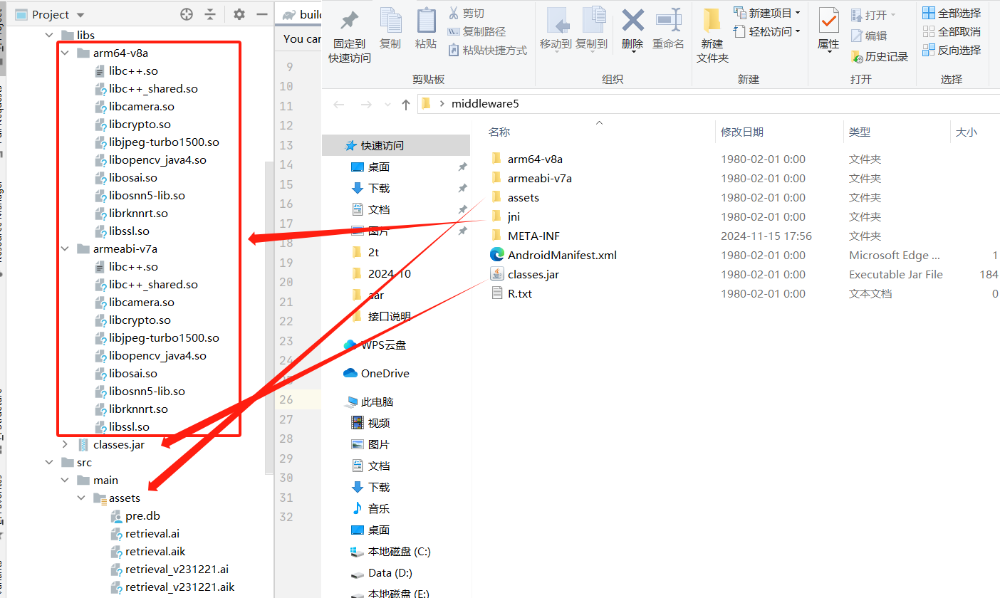 Project
libs
arm64-v8a
libc++.so
libc++_shared.so
libcamera.so
libcrypto.so
libjpeg-turbo1500.so
libopencv_java4.so
libosai.so
libosnn5-lib.so
librknnrt.so
libssl.so
armeabi-v7a
libc++.so
libc++_shared.so
libcamera.so
libcrypto.so
libjpeg-turbo1500.so
libopencv_java4.so
libosai.so
libosnn5-lib.so
librknnrt.so
libssl.so
classes.jar
src
main
assets
pre.db
retrieval.ai
retrieval.aik
retrieval_v231221.ai
retrieval_v231221.aik
You
9
10
11
12
13
14
15
16
17
18
19
20
21
22
23
24
26
27
28
29
30
31
32
固定到
快速访问
复制
粘贴
剪切
复制路径
粘贴快捷方式
剪贴板
移动到
复制到
删除
重命名
组织
新建
文件夹
新建项目
轻松访问
新建
属性
打开
编辑
历史记录
打开
全部选择
全部取消
反向选择
选择
middleware5
快速访问
桌面
下载
文档
图片
2t
2024-10
aar
接口说明
WPS云盘
OneDrive
此电脑
视频
图片
文档
下载
音乐
桌面
本地磁盘 (C:)
Data (D:)
本地磁盘 (E:)
名称 修改日期 类型 大小
arm64-v8a 1980-02-01 0:00 文件夹
armeabi-v7a 1980-02-01 0:00 文件夹
assets 1980-02-01 0:00 文件夹
jni 1980-02-01 0:00 文件夹
META-INF 2024-11-15 17:56 文件夹
AndroidManifest.xml 1980-02-01 0:00 Microsoft Edge ... 1
classes.jar 1980-02-01 0:00 Executable Jar File 184
R.txt 1980-02-01 0:00 文本文档 0